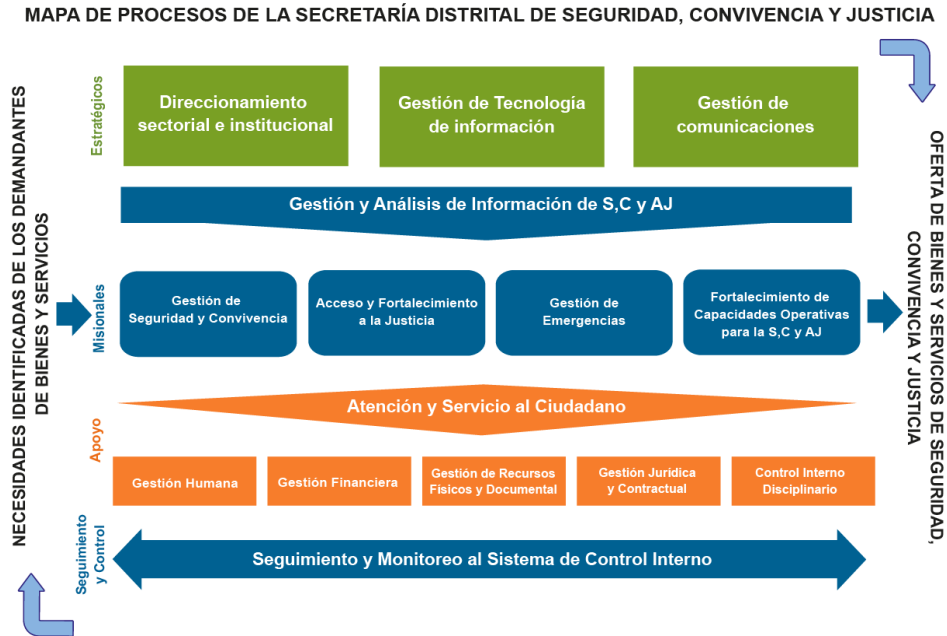 MAPA DE PROCESOS DE LA SECRETARÍA DISTRITAL DE SEGURIDAD, CONVIVENCIA Y JUSTICIA
NECESIDADES IDENTIFICADAS DE LOS DEMANDANTES
DE BIENES Y SERVICIOS
Estratégicos
Direccionamiento
sectorial e institucional
Gestión de Tecnología
de información
Gestión de
comunicaciones
Gestión y Análisis de Información de S,C y AJ
Misionales
Gestión de
Seguridad y Convivencia
Acceso y Fortalecimiento
a la Justicia
Gestión de
Emergencias
Fortalecimiento de
Capacidades Operativas
para la S,C y AJ
Apoyo
Atención y Servicio al Ciudadano
Gestión Humana
Gestión Financiera
Gestión de Recursos
Físicos y Documental
Gestión Jurídica
y Contractual
Control Interno
Disciplinario
Seguimiento
y Control
Seguimiento y Monitoreo al Sistema de Control Interno
OFERTA DE BIENES Y SERVICIOS DE SEGURIDAD,
CONVIVENCIA Y JUSTICIA